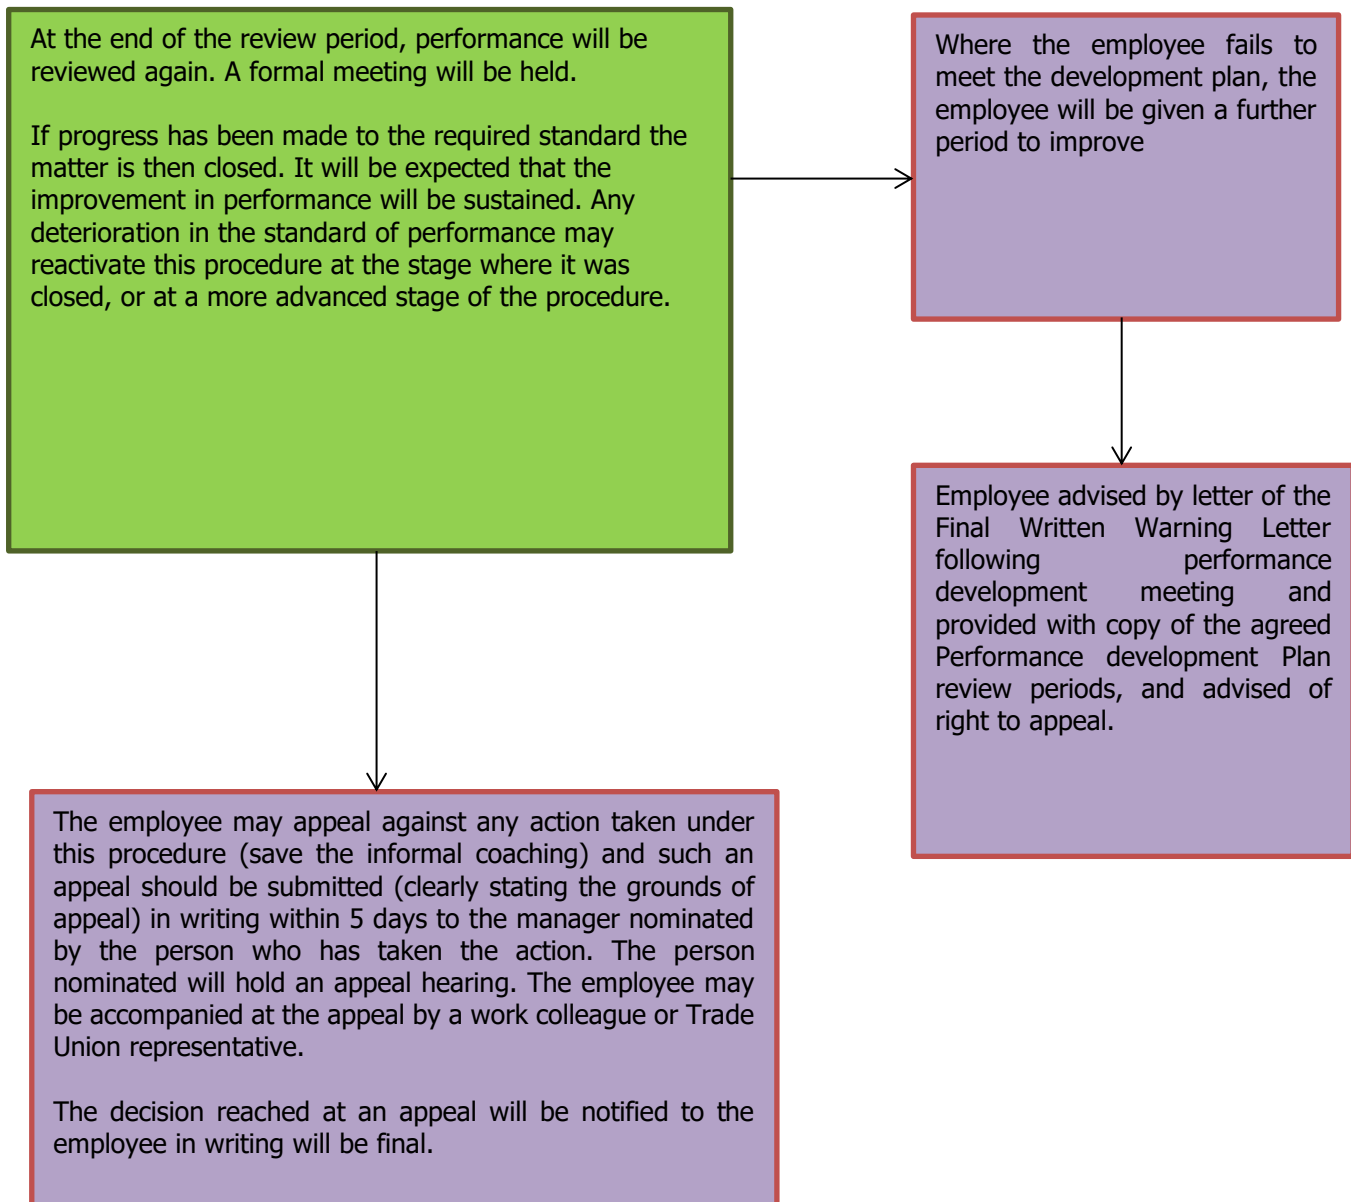 At the end of the review period, performance will be
reviewed again. A formal meeting will be held.
If progress has been made to the required standard the
matter is then closed. It will be expected that the
improvement in performance will be sustained. Any
deterioration in the standard of performance may
reactivate this procedure at the stage where it was
closed, or at a more advanced stage of the procedure.
Where the employee fails to
meet the development plan, the
employee will be given a further
period to improve
Employee advised by letter of the
Final Written Warning Letter
following performance
development meeting and
provided with copy of the agreed
Performance development Plan
review periods, and advised of
right to appeal.
The employee may appeal against any action taken under
this procedure (save the informal coaching) and such an
appeal should be submitted (clearly stating the grounds of
appeal) in writing within 5 days to the manager nominated
by the person who has taken the action. The person
nominated will hold an appeal hearing. The employee may
be accompanied at the appeal by a work colleague or Trade
Union representative.
The decision reached at an appeal will be notified to the
employee in writing will be final.